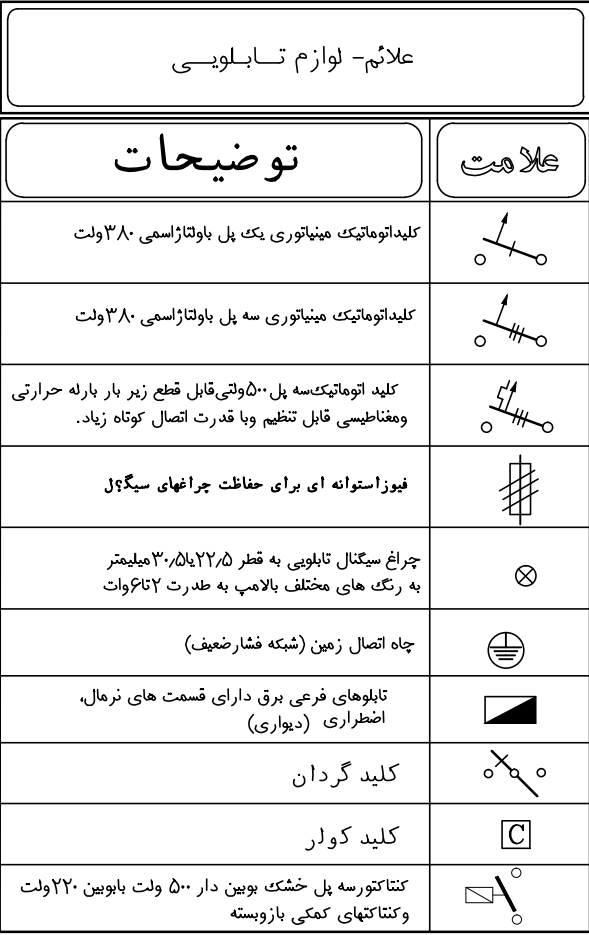 علائم- لوازم تــابـلویــی
توضیحات
علامت
کلیداتوماتیک مینیاتوری یک پل باولتاژاسمی ۳۸۰ولت
کلیداتوماتیک مینیاتوری سه پل باولتاژاسمی ۳۸۰ولت
کلید اتوماتیک‌سه پل ۵۰۰ولتی‌قابل قطع زیر بار بارله حرارتی
ومغناطیسی قابل تنظیم وبا قدرت اتصال کوتاه زیاد.
فیوزاستوانه ای برای حفاظت چراغهای سیگ؟ل
چراغ سیگنال تابلویی به قطر ۲۲٫۵یا۳۰٫۵میلیمتر
به رنگ های مختلف بالامپ به طدرت ۲تا۶وات
چاه اتصال زمین (شبکه فشارضعیف)
تابلوهای فرعی برق دارای قسمت های نرمال،
اضطراری (دیواری)
کلید گردان
کلید کولر
C
کنتاکتورسه پل خشک بوبین دار ۵۰۰ ولت بابوبین ۲۲۰ولت
وکنتاکتهای کمکی بازوبسته